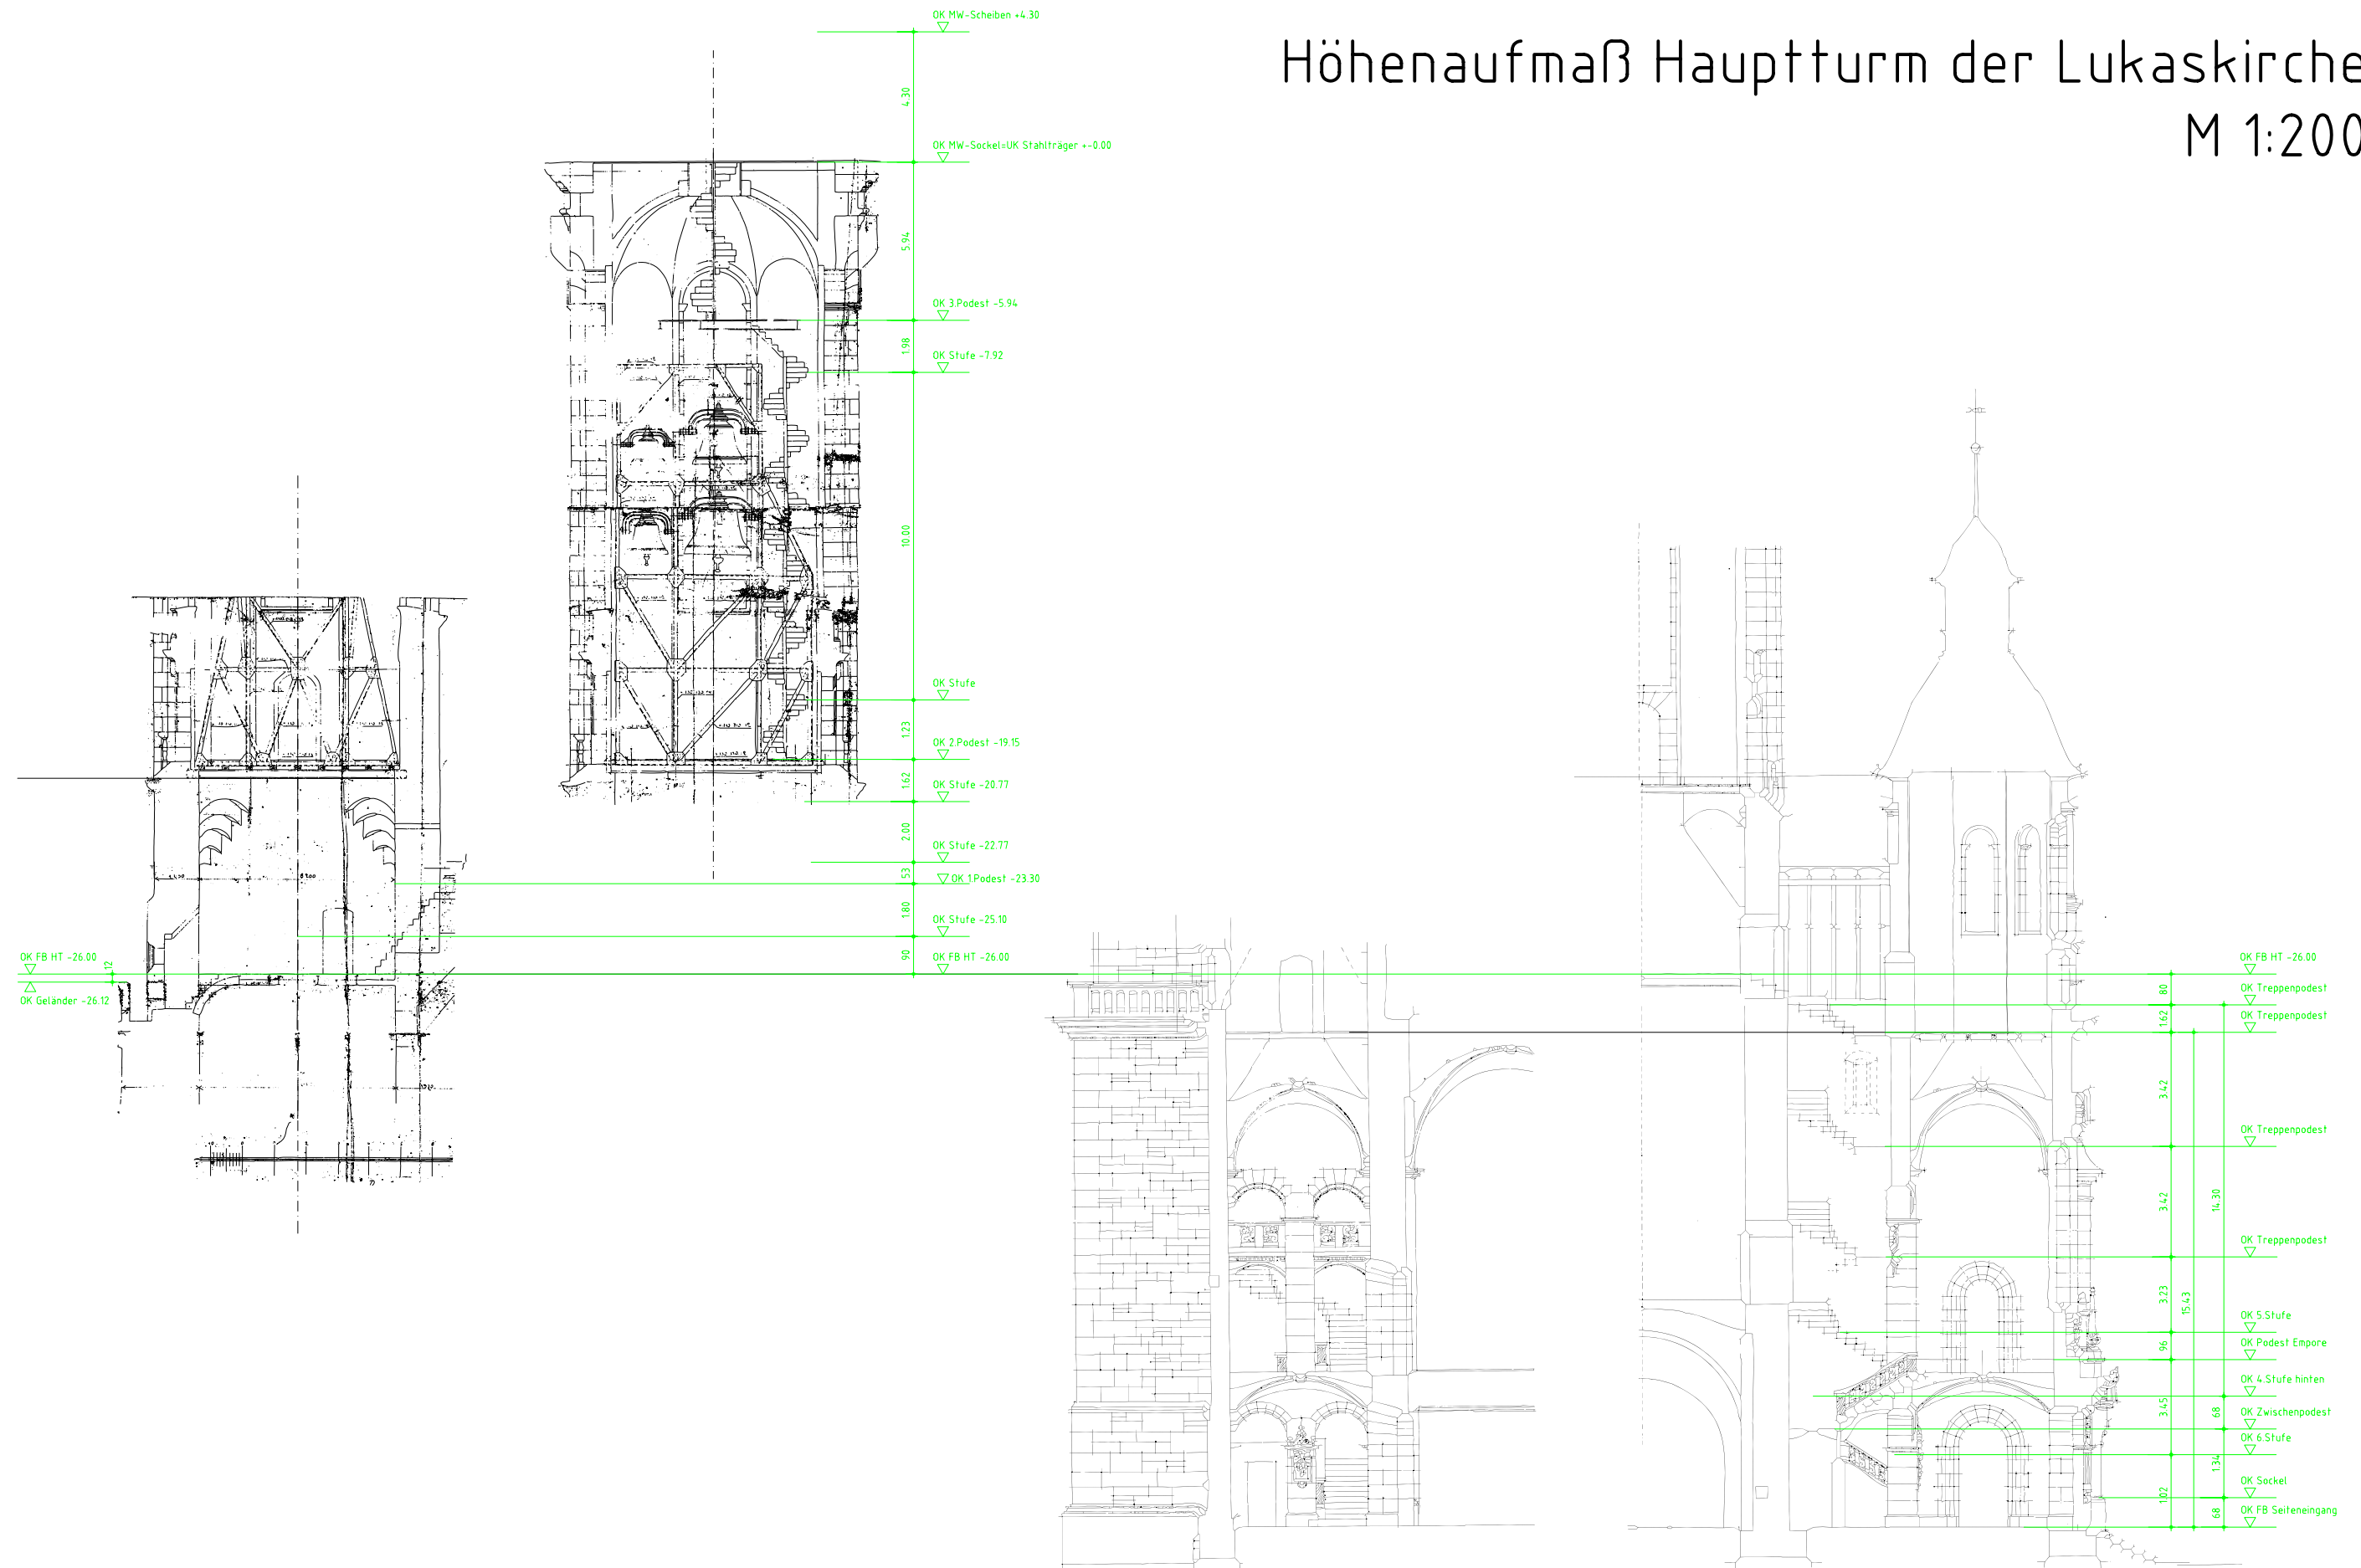 Höhenaufmaß Hauptturm der Lukaskirche
M 1:200
OK MW-Scheiben +4.30
4.30
OK MW-Sockel=UK Stahlträger +-0.00
5.94
OK 3.Podest -5.94
1.98
OK Stufe -7.92
10.00
OK Stufe
1.23
OK 2.Podest -19.15
1.62
OK Stufe -20.77
2.00
OK Stufe -22.77
53
OK 1.Podest -23.30
1.80
OK Stufe -25.10
90
OK FB HT -26.00
OK FB HT -26.00
12
OK Geländer -26.12
OK FB HT -26.00
80
OK Treppenpodest
1.62
OK Treppenpodest
3.42
OK Treppenpodest
3.42
14.30
OK Treppenpodest
3.23
15.43
OK 5.Stufe
96
OK Podest Empore
OK 4.Stufe hinten
3.45
68
OK Zwischenpodest
OK 6.Stufe
1.34
OK Sockel
1.02
68
OK FB Seiteneingang